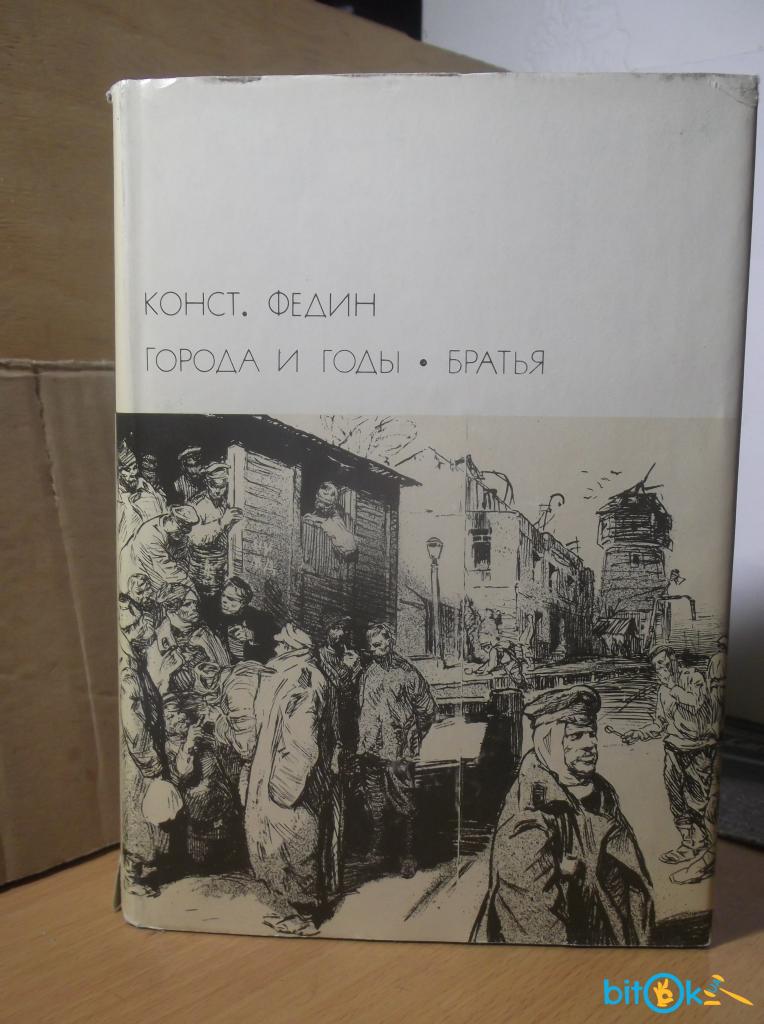 КОНСТ. ФЕДИН
ГОРОДА И ГОДЫ • БРАТЬЯ
bitOk